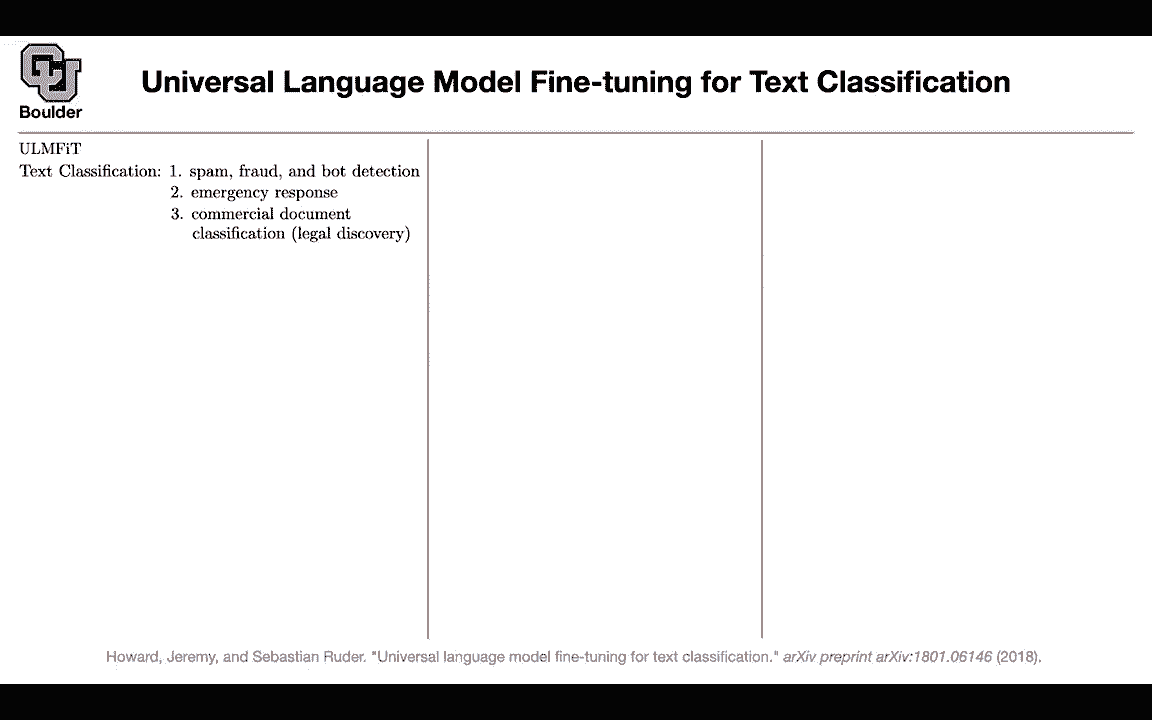 Boulder
Universal Language Model Fine-tuning for Text Classification
ULMFiT
Text Classification: 1. spam, fraud, and bot detection
2. emergency response
3. commercial document
classification (legal discovery)
Howard, Jeremy, and Sebastian Ruder. "Universal language model fine-tuning for text classification." arXiv preprint arXiv:1801.06146 (2018).